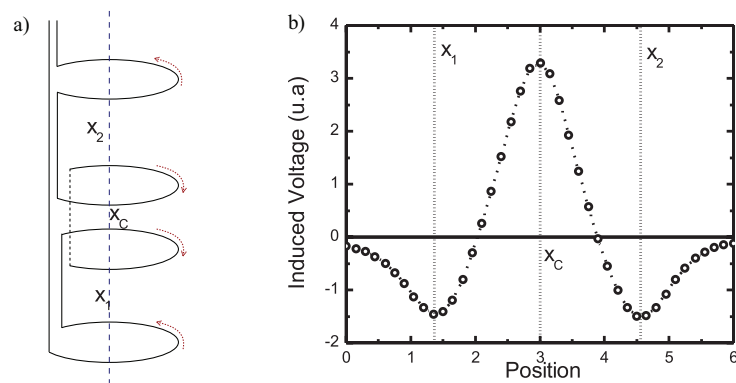 a)
X2
XC
X1
b)
Induced Voltage (u.a)
4
3
2
1
0
-1
-2
X1
X2
XC
0 1 2 3 4 5 6
Position